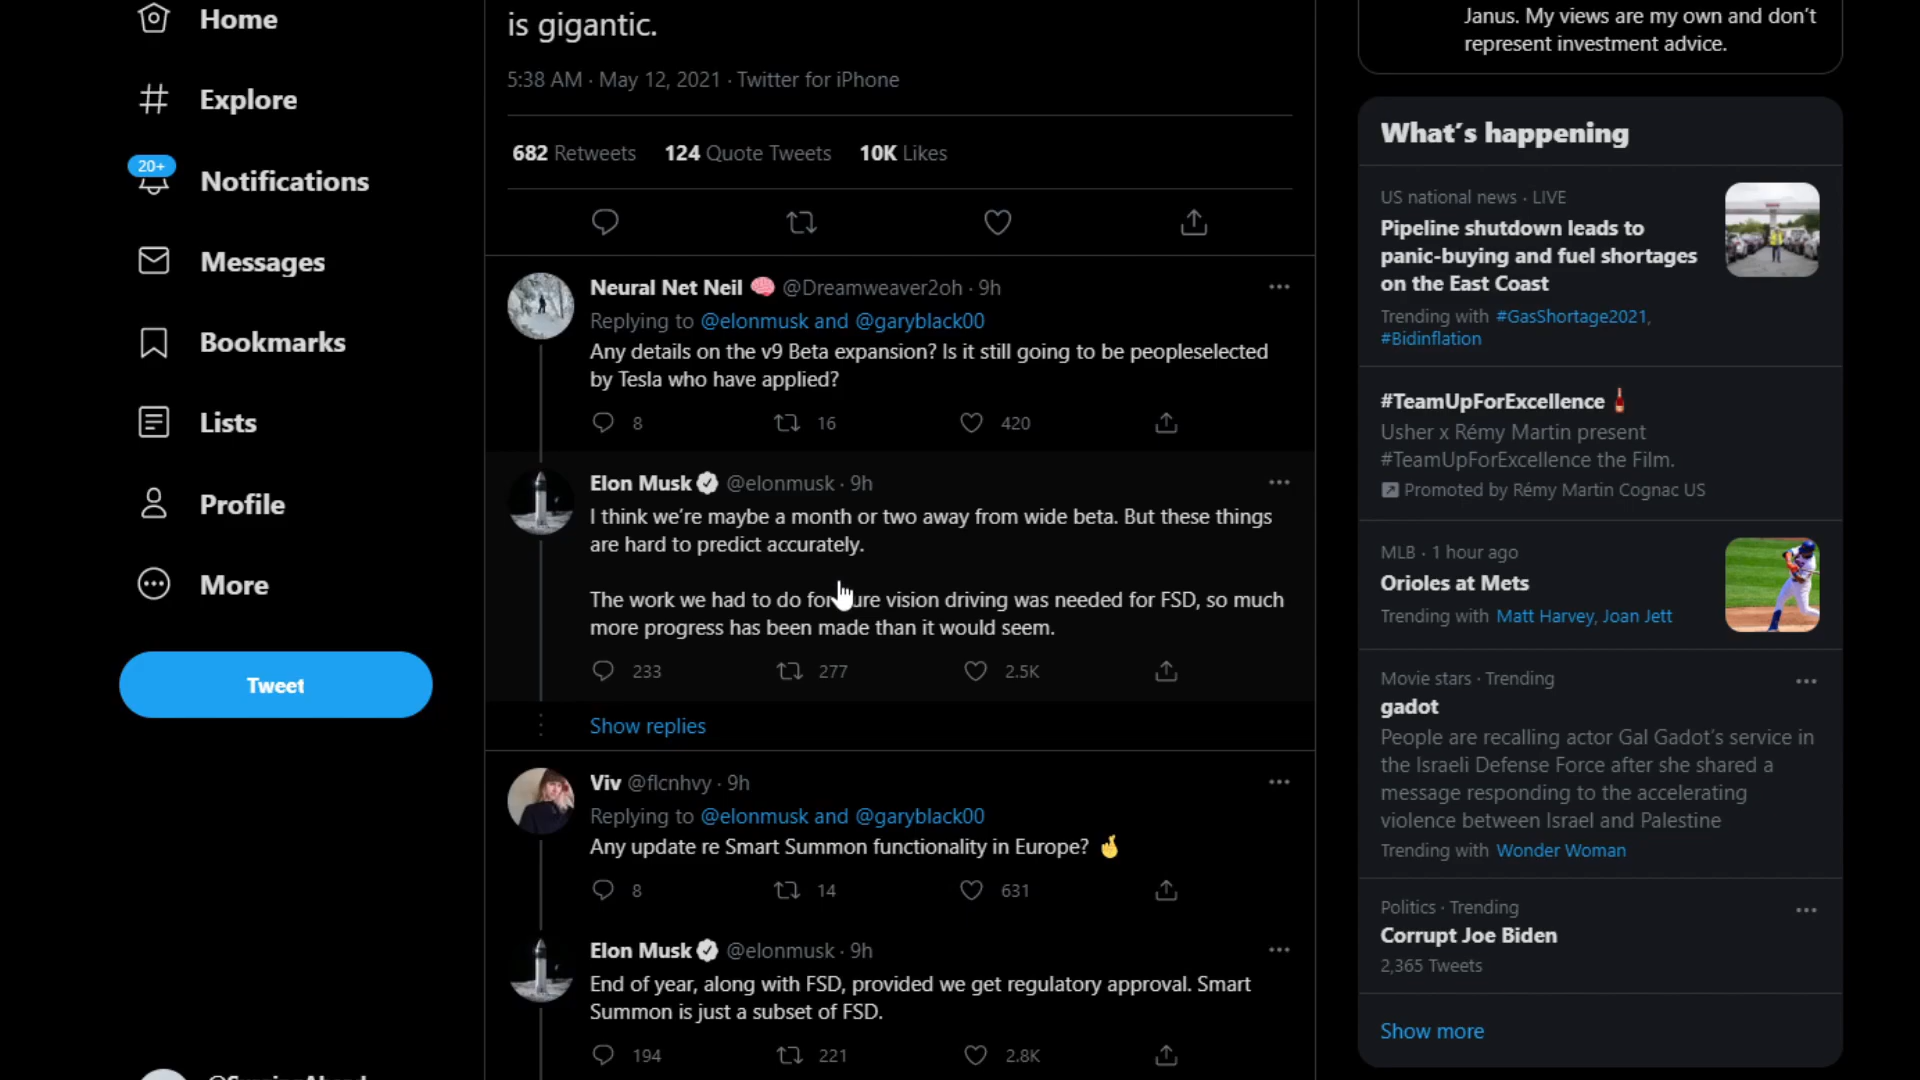 Home
Explore
20+
Notifications
Messages
Bookmarks
Lists
Profile
More
Tweet
is gigantic.
5:38 AM · May 12, 2021 · Twitter for iPhone
682 Retweets 124 Quote Tweets 10K Likes
Neural Net Neil 🧠 @Dreamweaver2oh · 9h
Replying to @elonmusk and @garyblack00
Any details on the v9 Beta expansion? Is it still going to be peopleselected
by Tesla who have applied?
8 16 420
Elon Musk @elonmusk · 9h
I think we're maybe a month or two away from wide beta. But these things
are hard to predict accurately.
The work we had to do for ure vision driving was needed for FSD, so much
more progress has been made than it would seem.
233 277 2.5K
Show replies
Viv @flcnhvy · 9h
Replying to @elonmusk and @garyblack00
Any update re Smart Summon functionality in Europe? 🤞
8 14 631
Elon Musk @elonmusk · 9h
End of year, along with FSD, provided we get regulatory approval. Smart
Summon is just a subset of FSD.
194 221 2.8K
Janus. My views are my own and don't
represent investment advice.
What's happening
US national news · LIVE
Pipeline shutdown leads to
panic-buying and fuel shortages
on the East Coast
Trending with #GasShortage2021,
#Bidinflation
#TeamUpForExcellence
Usher x Rémy Martin present
#TeamUpForExcellence the Film.
Promoted by Rémy Martin Cognac US
MLB · 1 hour ago
Orioles at Mets
Trending with Matt Harvey, Joan Jett
Movie stars · Trending
gadot
People are recalling actor Gal Gadot's service in
the Israeli Defense Force after she shared a
message responding to the accelerating
violence between Israel and Palestine
Trending with Wonder Woman
Politics · Trending
Corrupt Joe Biden
2,365 Tweets
Show more